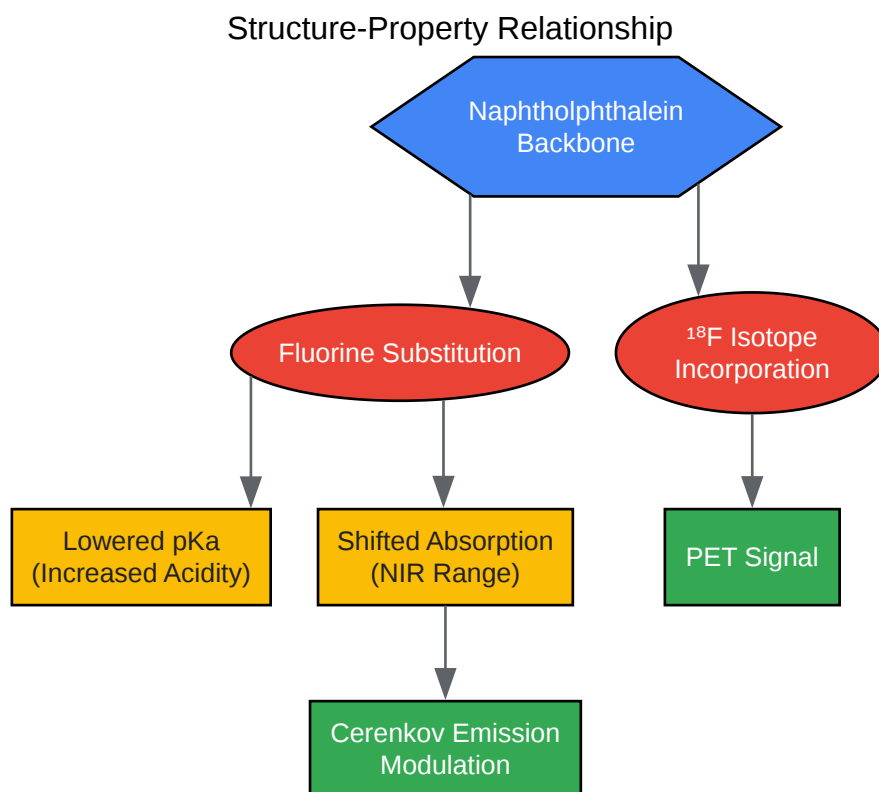 Structure-Property Relationship
Naphtholphthalein
Backbone
Fluorine Substitution
¹⁸F Isotope
Incorporation
Lowered pKa
(Increased Acidity)
Shifted Absorption
(NIR Range)
PET Signal
Cerenkov Emission
Modulation